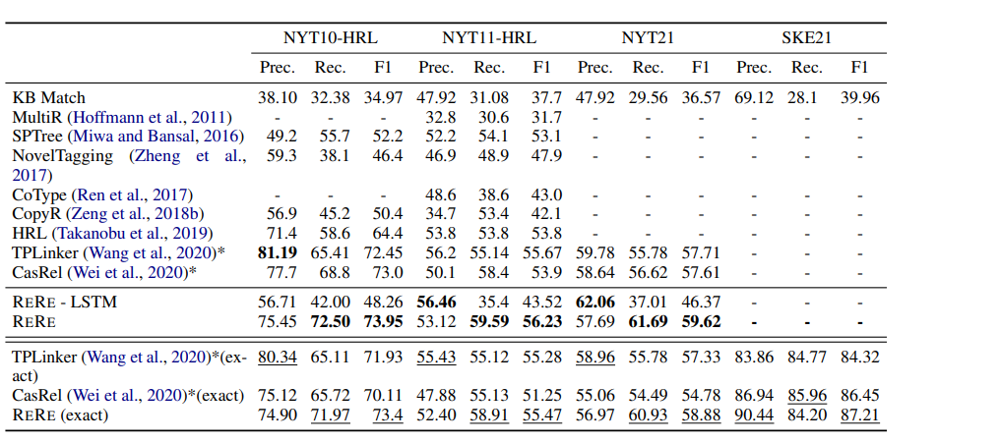 NYT10-HRL NYT11-HRL NYT21 SKE21
Prec. Rec. F1 Prec. Rec. F1 Prec. Rec. F1 Prec. Rec. F1
KB Match 38.10 32.38 34.97 47.92 31.08 37.7 47.92 29.56 36.57 69.12 28.1 39.96
MultiR (Hoffmann et al., 2011) - - - 32.8 30.6 31.7 - - - - - -
SPTree (Miwa and Bansal, 2016) 49.2 55.7 52.2 52.2 54.1 53.1 - - - - - -
NovelTagging (Zheng et al., 59.3 38.1 46.4 46.9 48.9 47.9 - - - - - -
2017)
CoType (Ren et al., 2017) - - - 48.6 38.6 43.0 - - - - - -
CopyR (Zeng et al., 2018b) 56.9 45.2 50.4 34.7 53.4 42.1 - - - - - -
HRL (Takanobu et al., 2019) 71.4 58.6 64.4 53.8 53.8 53.8 - - - - - -
TPLinker (Wang et al., 2020)* 81.19 65.41 72.45 56.2 55.14 55.67 59.78 55.78 57.71 - - -
CasRel (Wei et al., 2020)* 77.7 68.8 73.0 50.1 58.4 53.9 58.64 56.62 57.61 - - -
RERE - LSTM 56.71 42.00 48.26 56.46 35.4 43.52 62.06 37.01 46.37 - - -
RERE 75.45 72.50 73.95 53.12 59.59 56.23 57.69 61.69 59.62 - - -
TPLinker (Wang et al., 2020)*(ex- 80.34 65.11 71.93 55.43 55.12 55.28 58.96 55.78 57.33 83.86 84.77 84.32
act)
CasRel (Wei et al., 2020)*(exact) 75.12 65.72 70.11 47.88 55.13 51.25 55.06 54.49 54.78 86.94 85.96 86.45
RERE (exact) 74.90 71.97 73.4 52.40 58.91 55.47 56.97 60.93 58.88 90.44 84.20 87.21